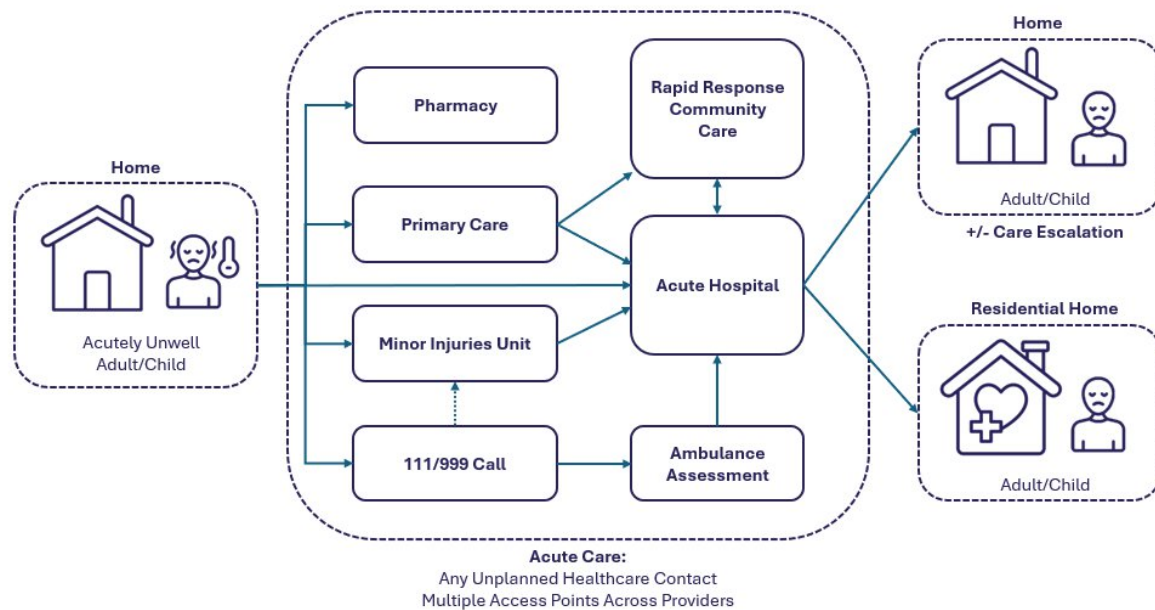 Home
Acutely Unwell
Adult/Child
Pharmacy
Primary Care
Minor Injuries Unit
111/999 Call
Rapid Response
Community
Care
Acute Hospital
Ambulance
Assessment
Acute Care:
Any Unplanned Healthcare Contact
Multiple Access Points Across Providers
Home
Adult/Child
+/- Care Escalation
Residential Home
Adult/Child